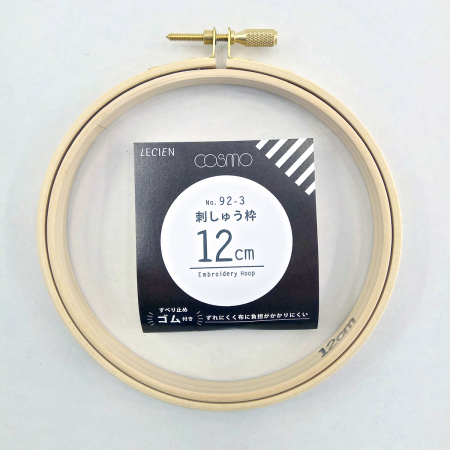 LECIEN
COSMO
No. 92-3
刺しゅう枠
12cm
Embroidery Hoop
すべり止め
ゴム付き
ずれにくく布に負担がかかりにくい
12cm